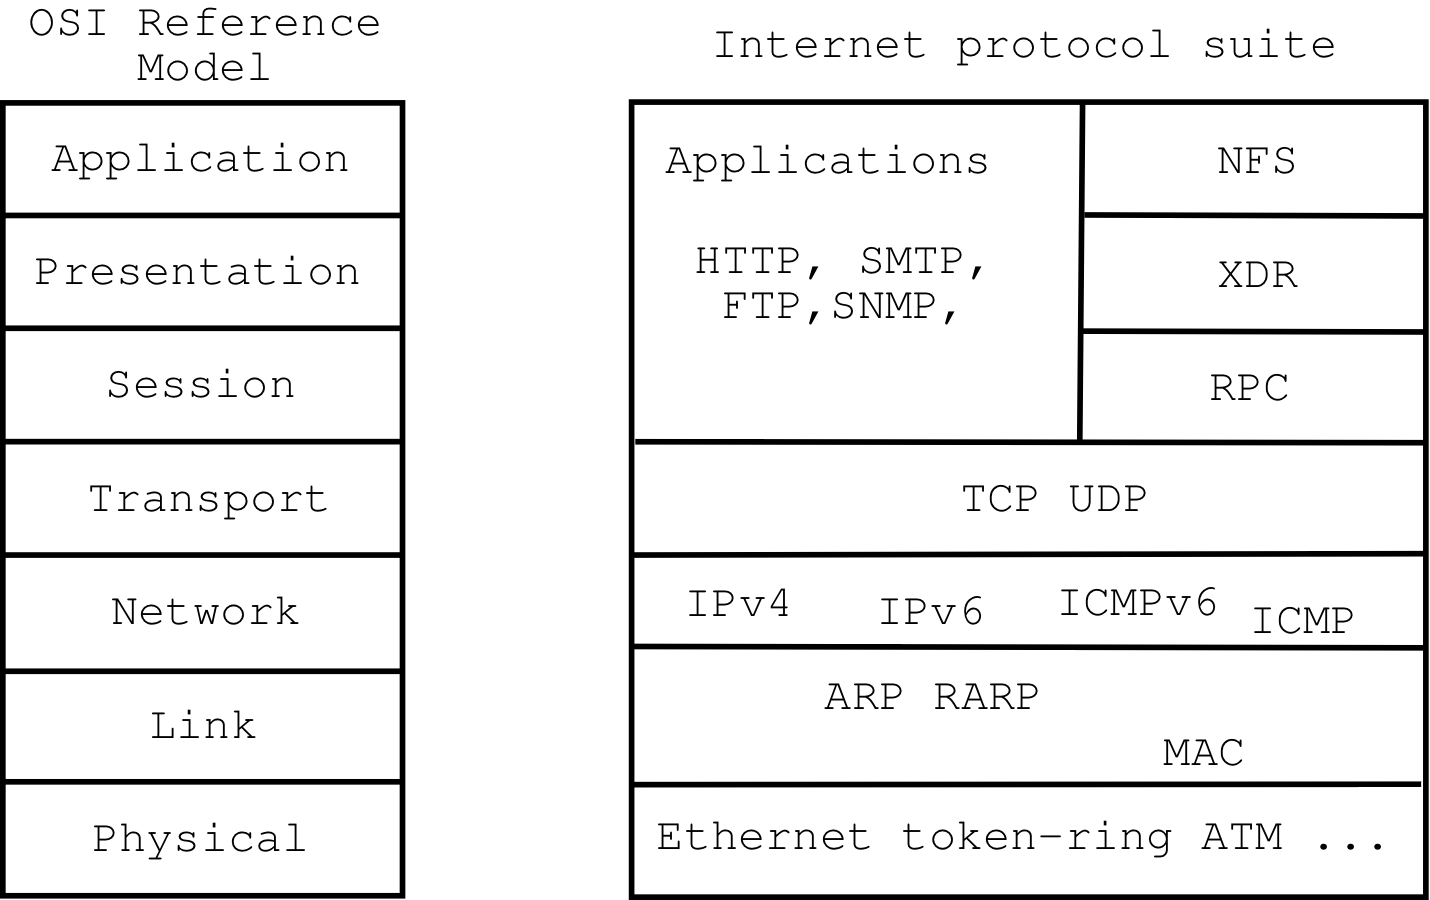 OSI Reference
Model
Application
Presentation
Session
Transport
Network
Link
Physical
Internet protocol suite
Applications
HTTP, SMTP,
FTP,SNMP,
NFS
XDR
RPC
TCP UDP
IPv4 IPv6 ICMPv6 ICMP
ARP RARP
MAC
Ethernet token-ring ATM ...